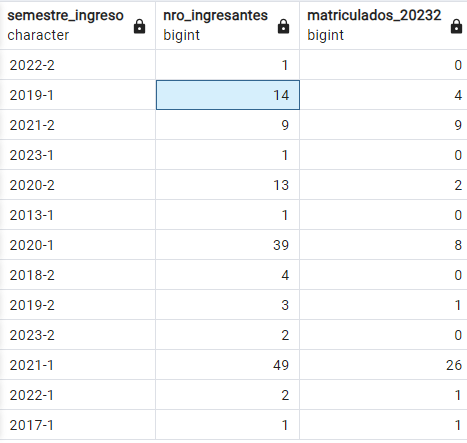 semestre_ingreso nro_ingresantes matriculados_20232
character bigint bigint
2022-2 1 0
2019-1 14 4
2021-2 9 9
2023-1 1 0
2020-2 13 2
2013-1 1 0
2020-1 39 8
2018-2 4 0
2019-2 3 1
2023-2 2 0
2021-1 49 26
2022-1 2 1
2017-1 1 1